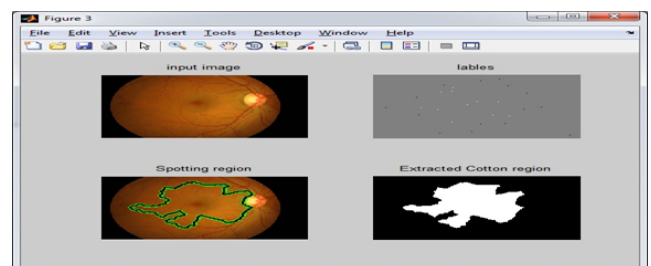 Figure 3
File Edit View Insert Tools Desktop Window Help
input image
lables
Spotting region
Extracted Cotton region